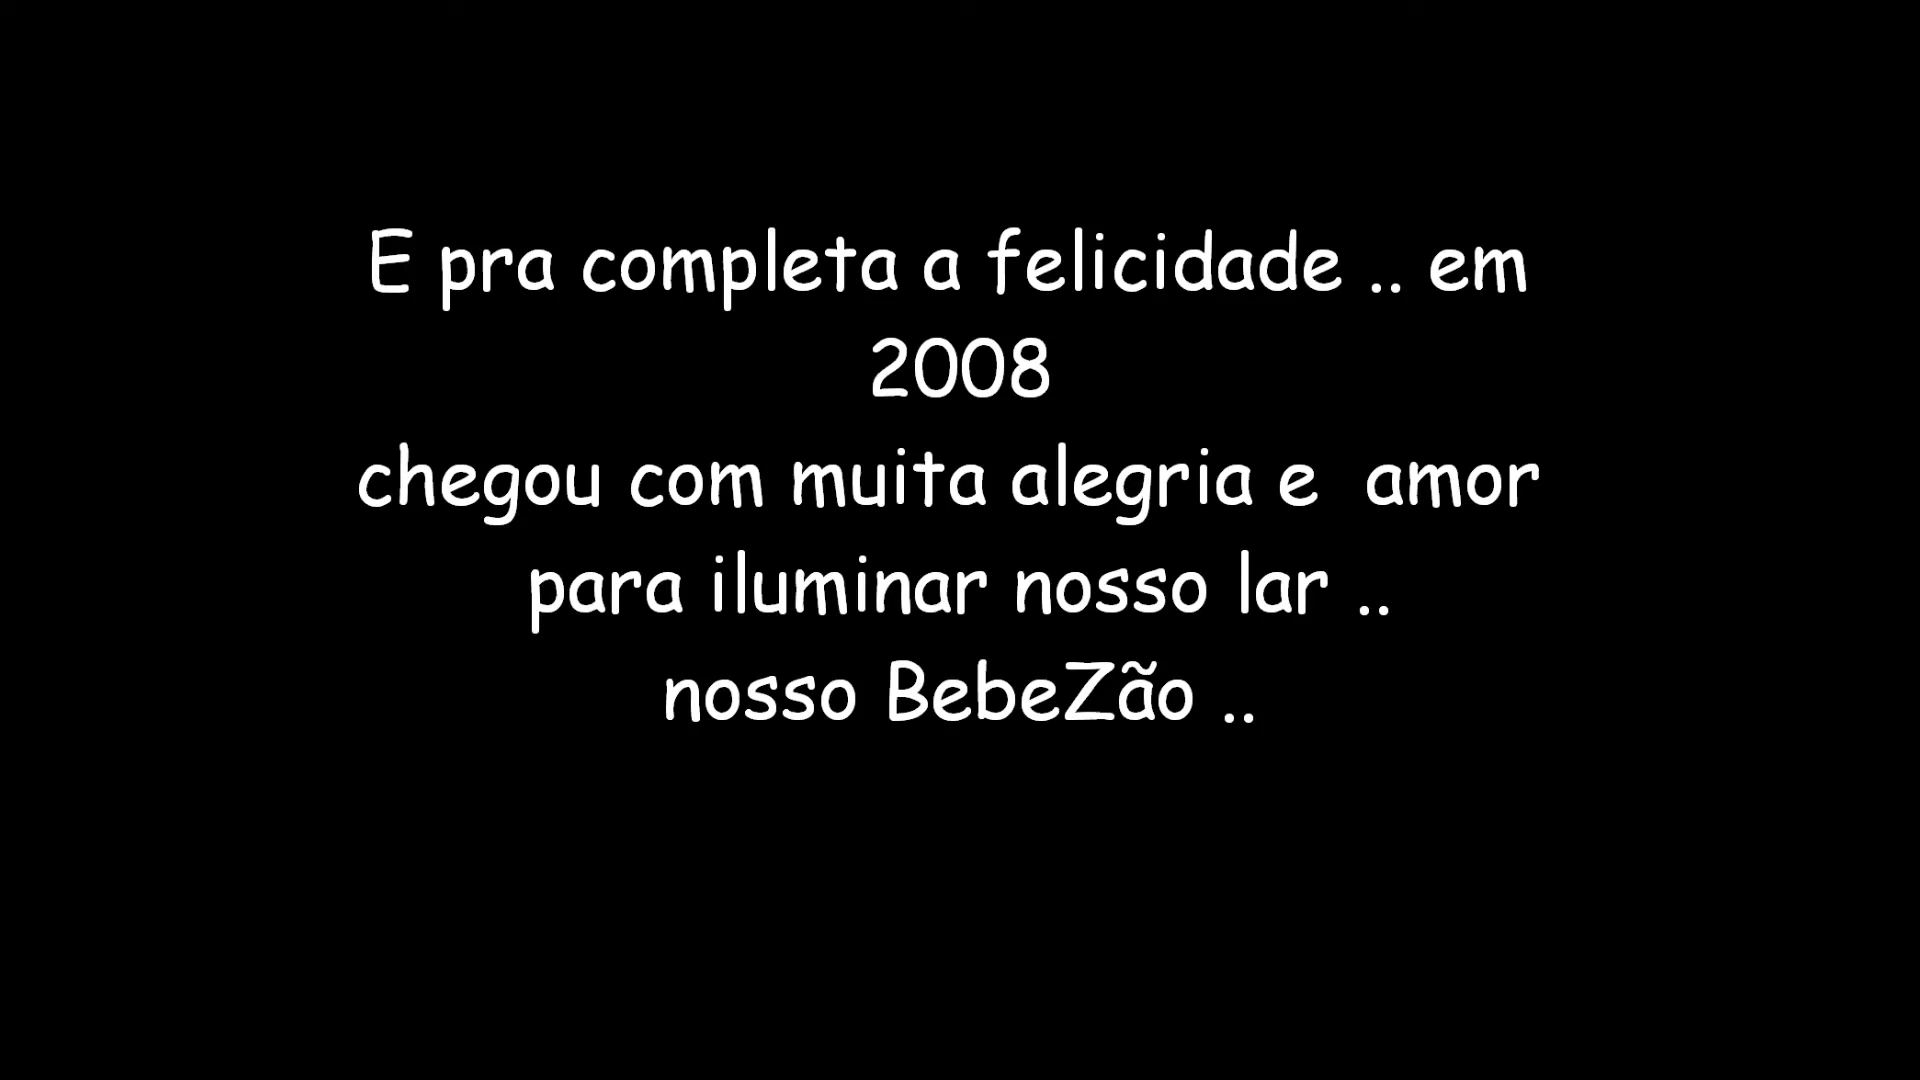 E pra completa a felicidade .. em
2008
chegou com muita alegria e  amor
para iluminar nosso lar ..
nosso BebeZão ..